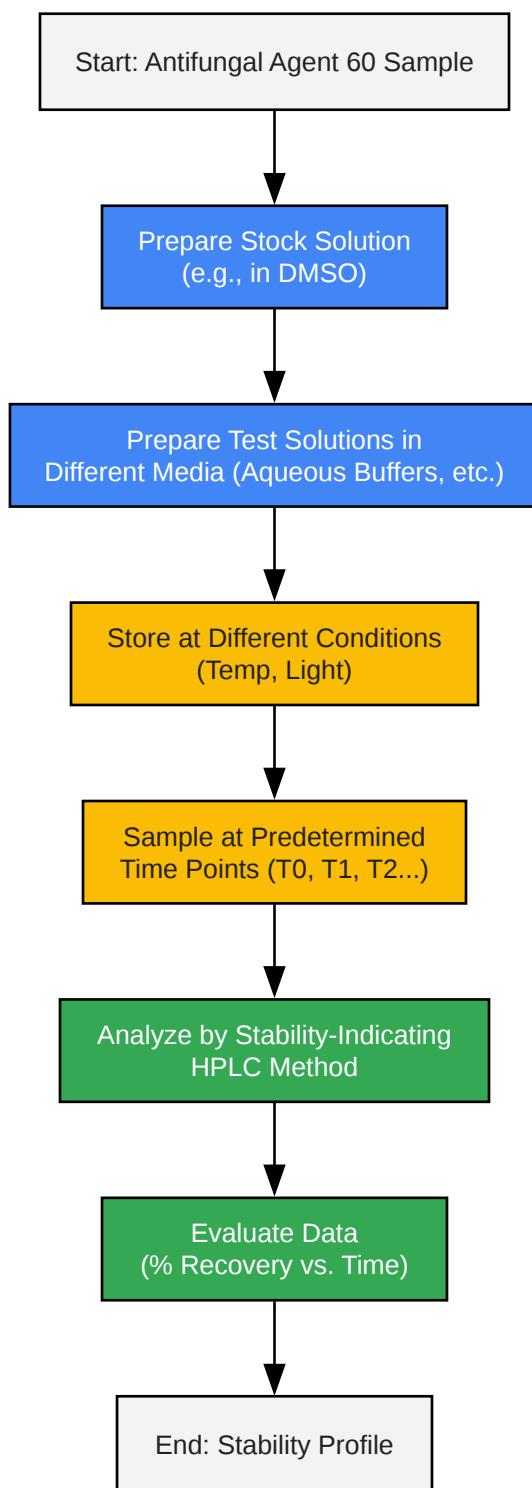 Start: Antifungal Agent 60 Sample
Prepare Stock Solution
(e.g., in DMSO)
Prepare Test Solutions in
Different Media (Aqueous Buffers, etc.)
Store at Different Conditions
(Temp, Light)
Sample at Predetermined
Time Points (T0, T1, T2...)
Analyze by Stability-Indicating
HPLC Method
Evaluate Data
(% Recovery vs. Time)
End: Stability Profile